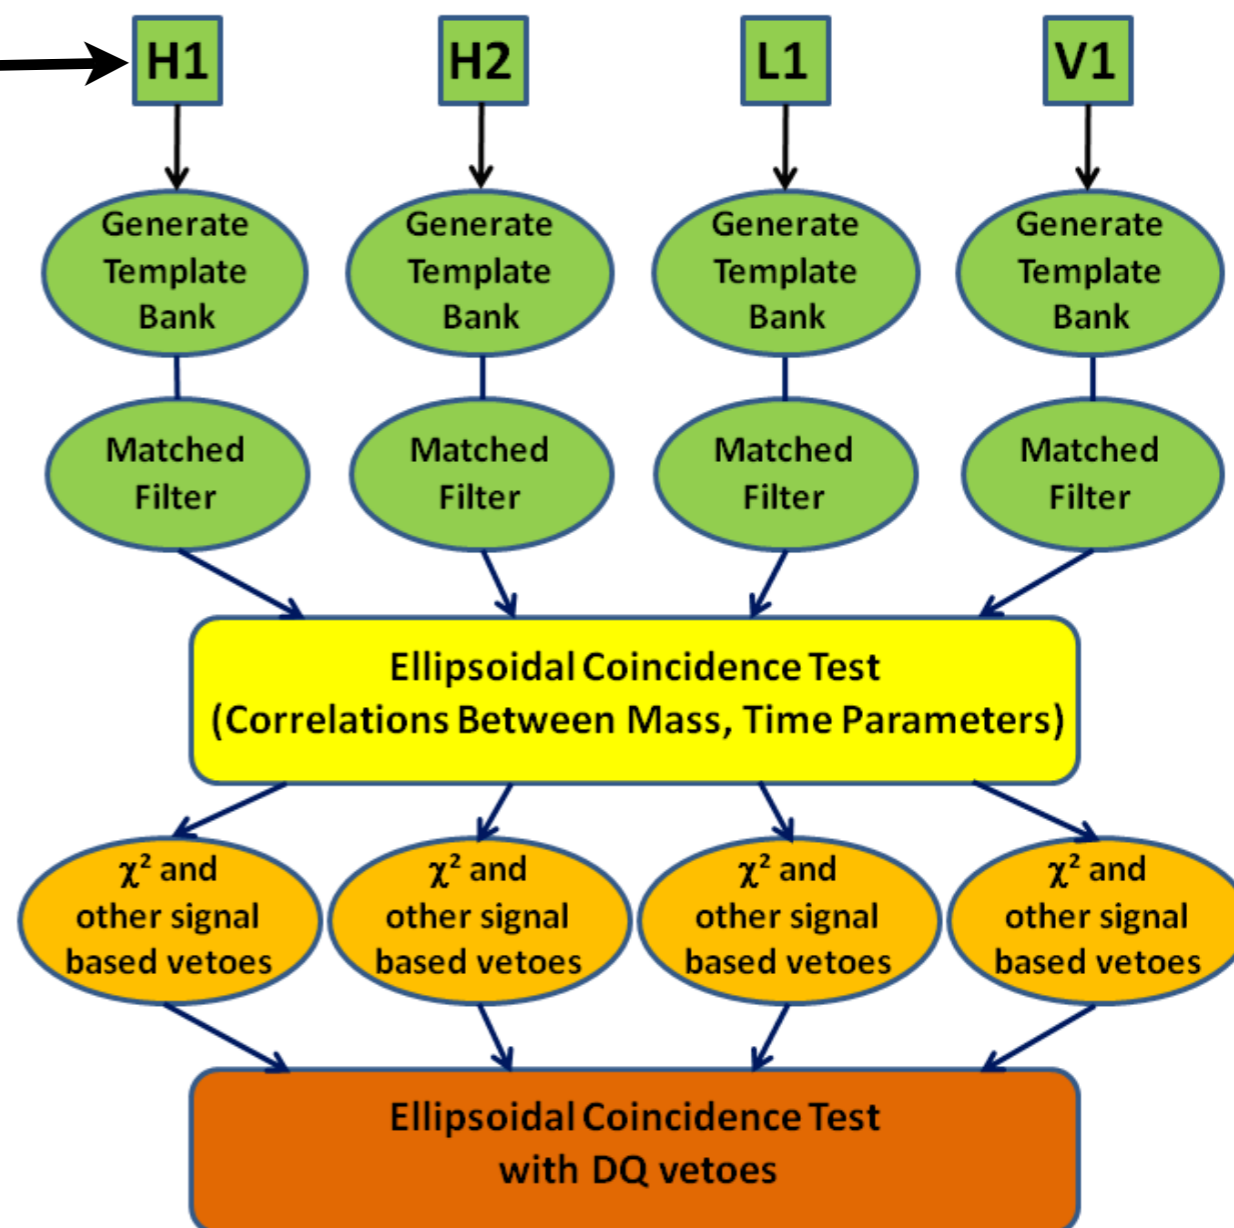 H1
H2
L1
V1
Generate
Template
Bank
Generate
Template
Bank
Generate
Template
Bank
Generate
Template
Bank
Matched
Filter
Matched
Filter
Matched
Filter
Matched
Filter
Ellipsoidal Coincidence Test
(Correlations Between Mass, Time Parameters)
χ² and
other signal
based vetoes
χ² and
other signal
based vetoes
χ² and
other signal
based vetoes
χ² and
other signal
based vetoes
Ellipsoidal Coincidence Test
with DQ vetoes